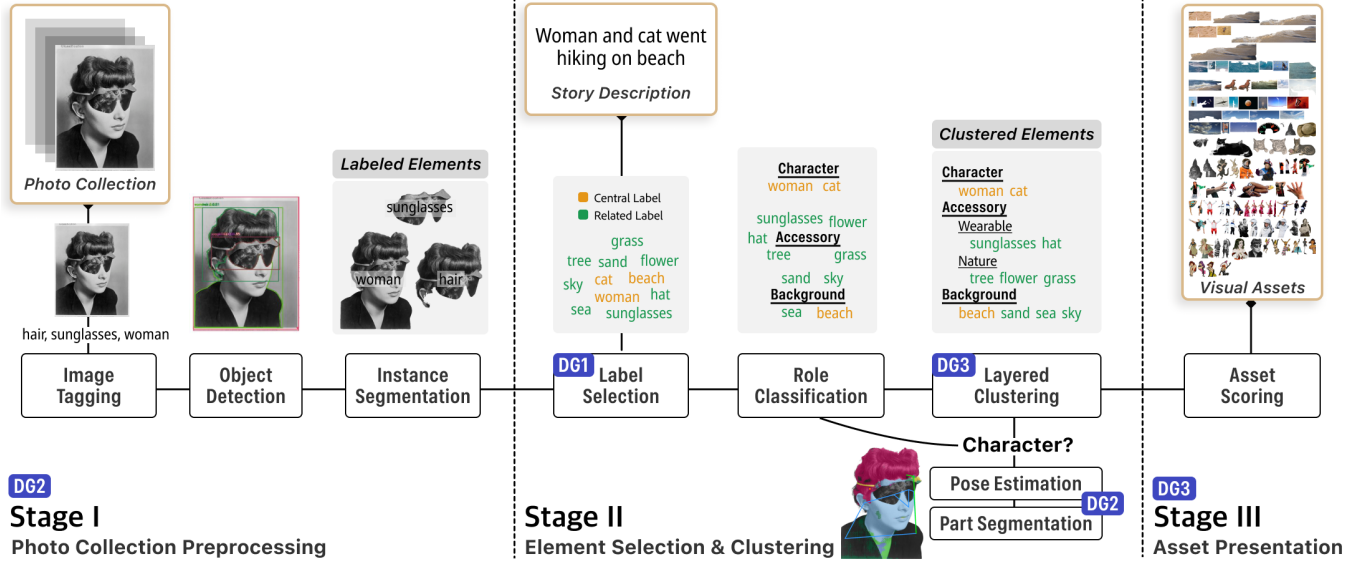 Photo Collection
hair, sunglasses, woman
Image
Tagging
Object
Detection
Labeled Elements
sunglasses
woman
hair
Instance
Segmentation
DG2
Stage I
Photo Collection Preprocessing
Woman and cat went
hiking on beach
Story Description
Central Label
Related Label
grass
tree sand flower
sky cat beach
woman hat
sea sunglasses
DG1
Label
Selection
Character
woman cat
sunglasses flower
hat Accessory
tree grass
sand sky
Background
sea beach
Role
Classification
Clustered Elements
Character
woman cat
Accessory
Wearable
sunglasses hat
Nature
tree flower grass
Background
beach sand sea sky
DG3
Layered
Clustering
Character?
Pose Estimation
DG2
Part Segmentation
Stage II
Element Selection & Clustering
Visual Assets
Asset
Scoring
DG3
Stage III
Asset Presentation